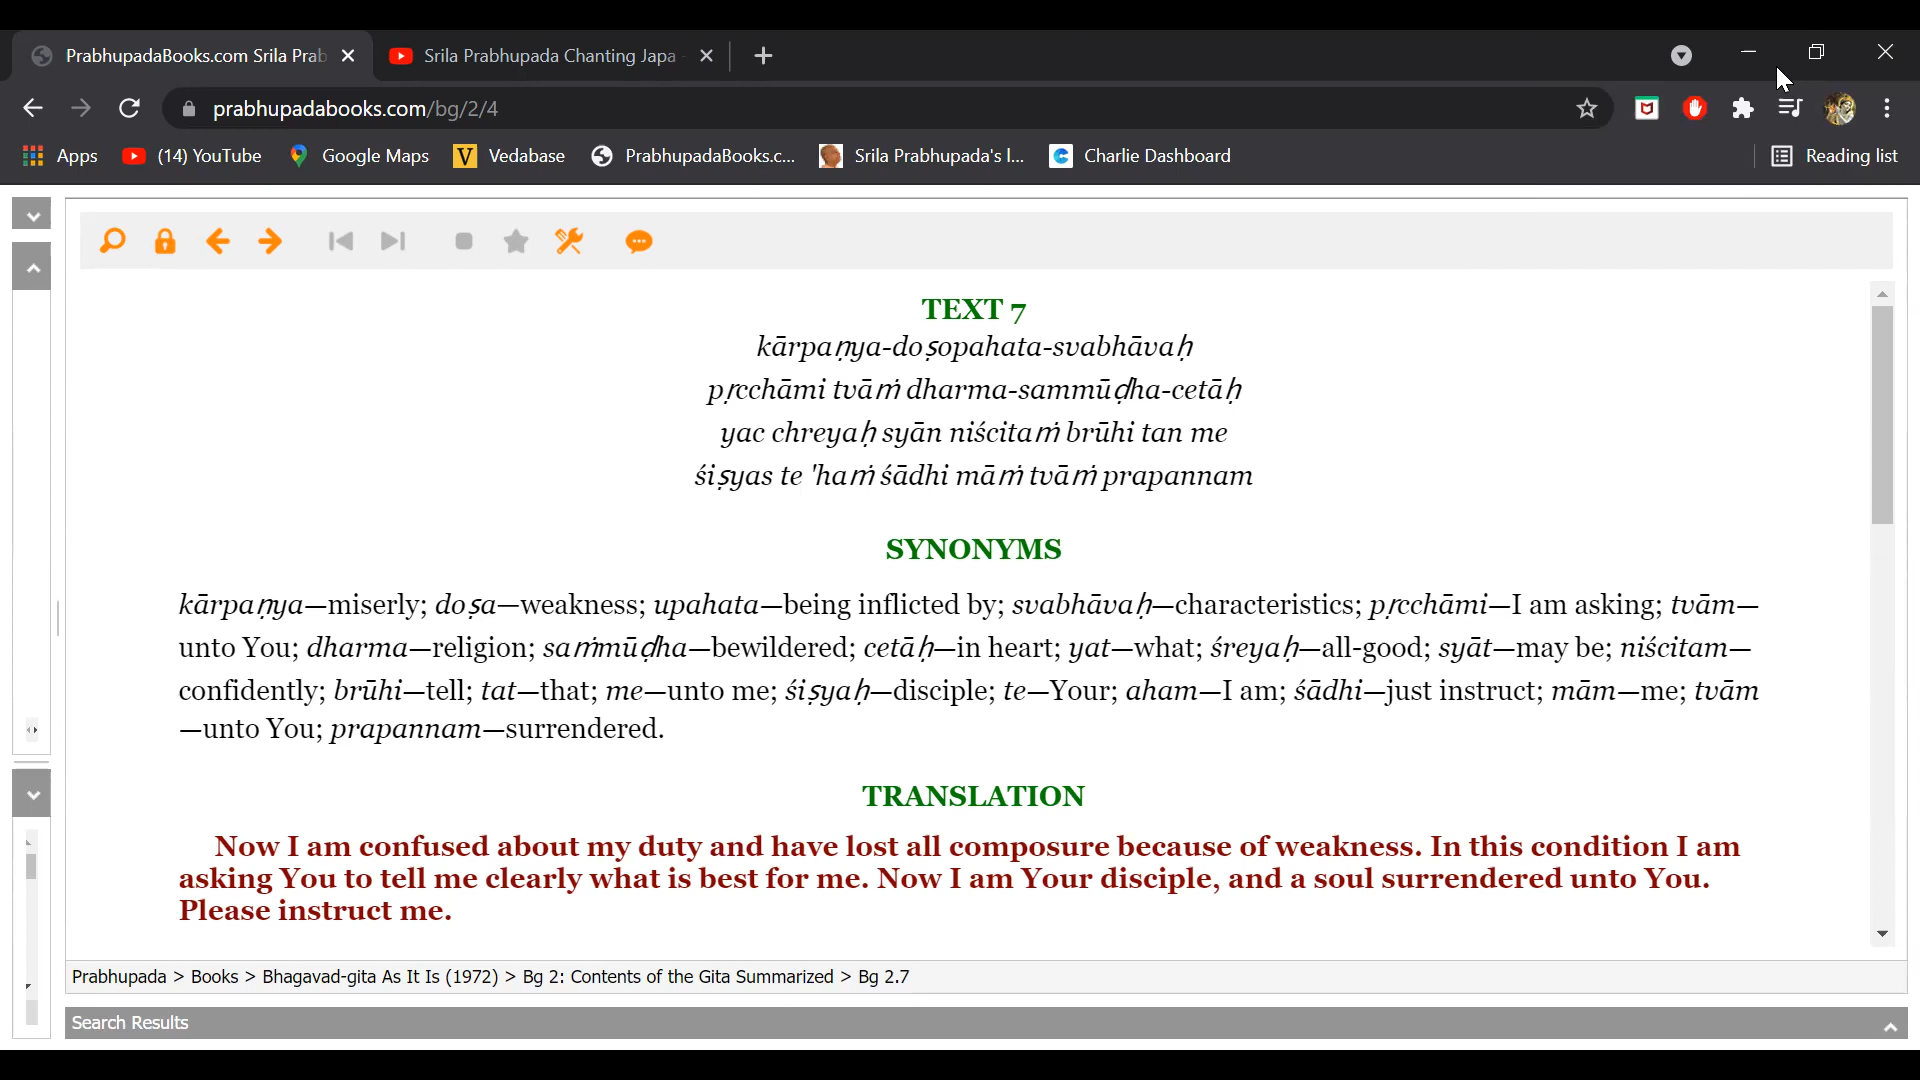 PrabhupadaBooks.com Srila Prab
Srila Prabhupada Chanting Japa -
prabhupadabooks.com/bg/2/4
Apps
(14) YouTube
Google Maps
Vedabase
PrabhupadaBooks.c...
Srila Prabhupada's I...
Charlie Dashboard
Reading list
TEXT 7
kārpaṇya-doṣopahata-svabhāvaḥ
pṛcchāmi tvāṁ dharma-sammūḍha-cetāḥ
yac chreyaḥ syān niścitaṁ brūhi tan me
śiṣyas te 'haṁ śādhi māṁ tvāṁ prapannam
SYNONYMS
kārpaṇya—miserly; doṣa—weakness; upahata—being inflicted by; svabhāvaḥ—characteristics; pṛcchāmi—I am asking; tvām—
unto You; dharma—religion; saṁmūḍha—bewildered; cetāḥ—in heart; yat—what; śreyaḥ—all-good; syāt—may be; niścitam—
confidently; brūhi—tell; tat—that; me—unto me; śiṣyaḥ—disciple; te—Your; aham—I am; śādhi—just instruct; mām—me; tvām
—unto You; prapannam—surrendered.
TRANSLATION
Now I am confused about my duty and have lost all composure because of weakness. In this condition I am
asking You to tell me clearly what is best for me. Now I am Your disciple, and a soul surrendered unto You.
Please instruct me.
Prabhupada > Books > Bhagavad-gita As It Is (1972) > Bg 2: Contents of the Gita Summarized > Bg 2.7
Search Results